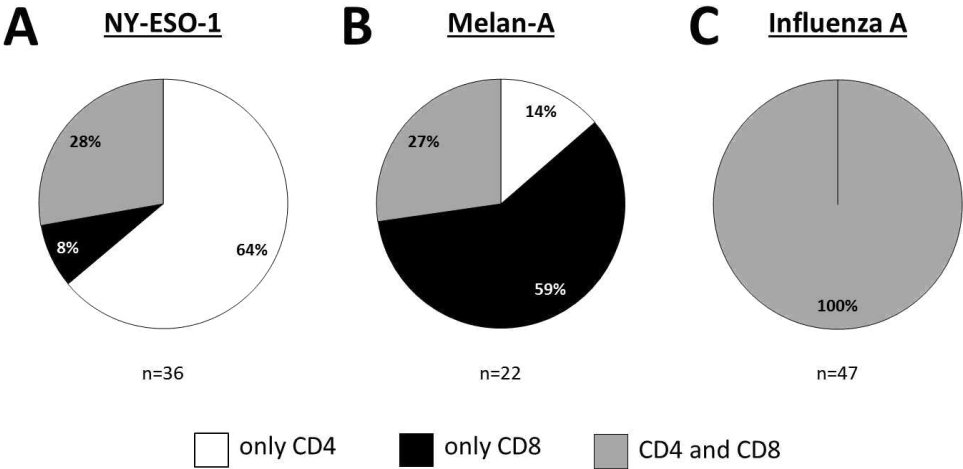 A NY-ESO-1
B Melan-A
C Influenza A
28%
8%
64%
14%
27%
59%
100%
n=36
n=22
n=47
only CD4
only CD8
CD4 and CD8